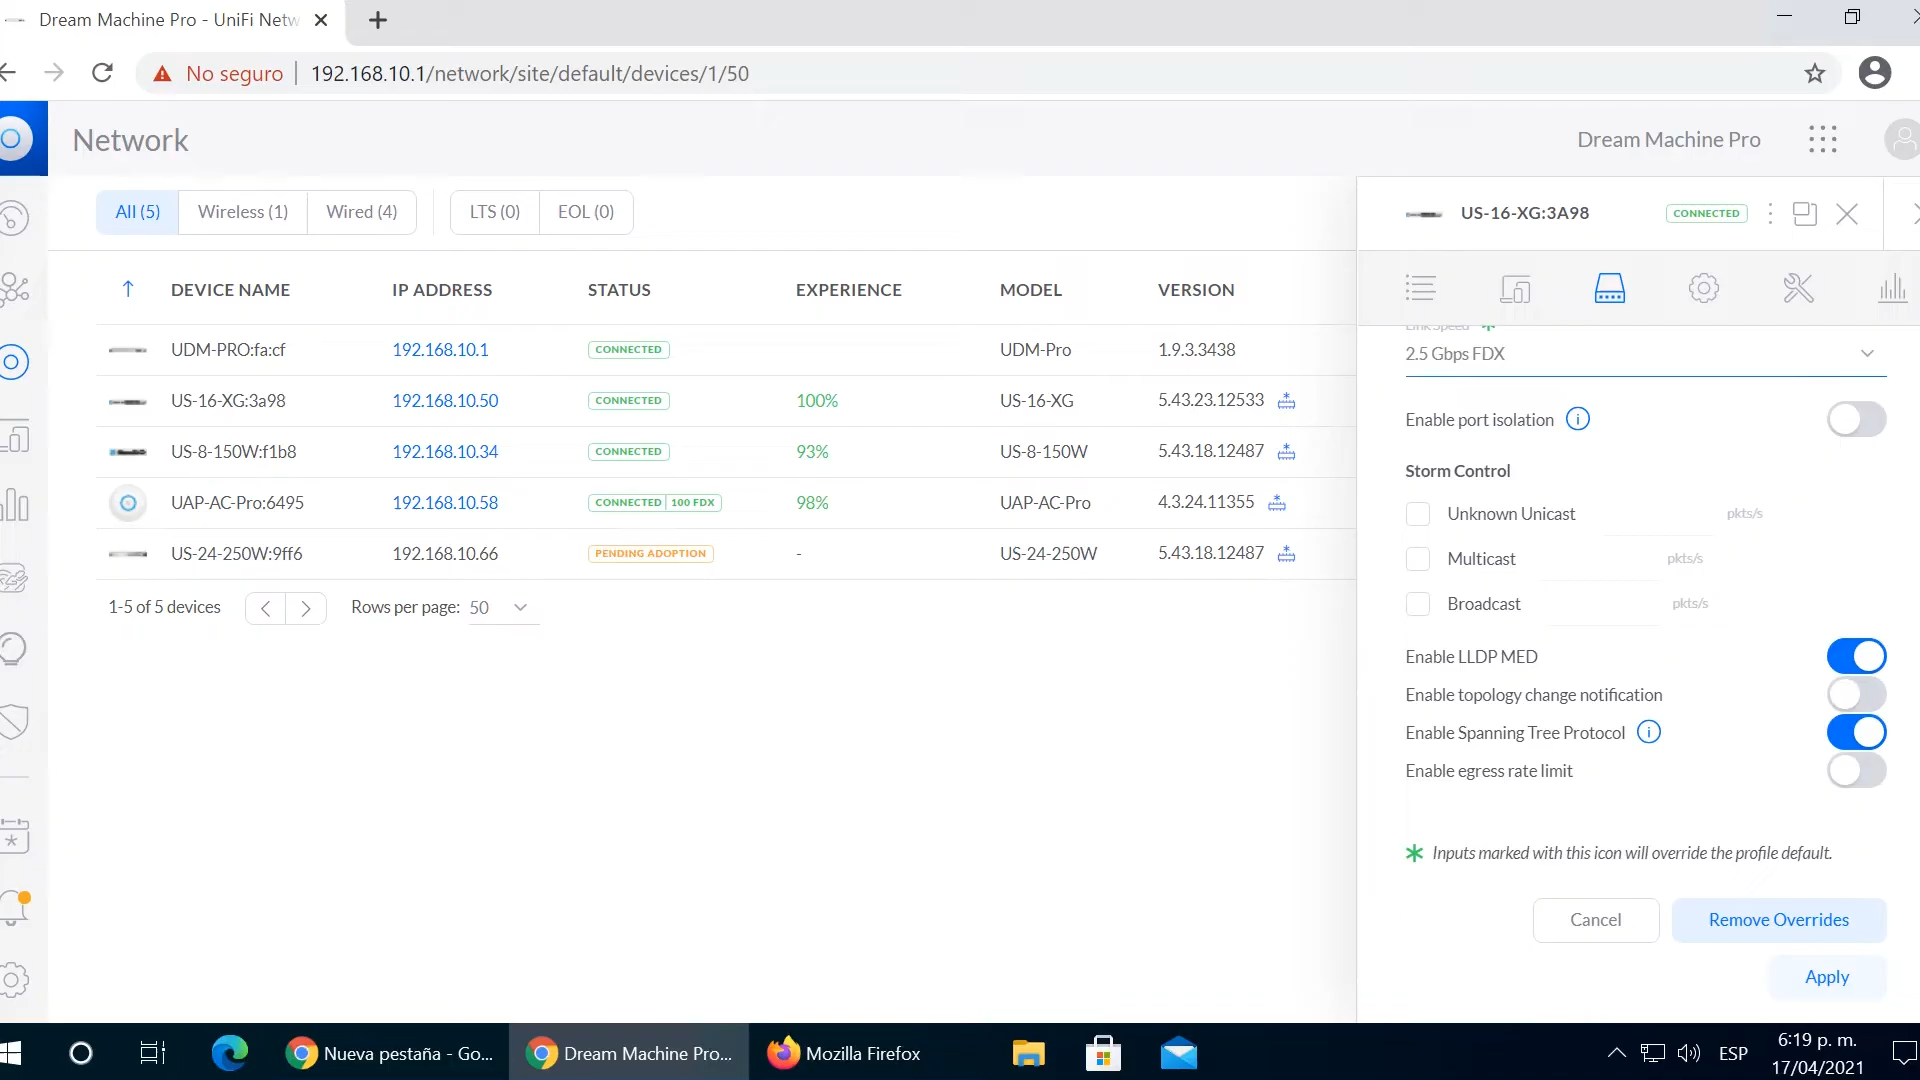 Dream Machine Pro - UniFi Netw
No seguro
192.168.10.1/network/site/default/devices/1/50
Network
Dream Machine Pro
All (5)
Wireless (1)
Wired (4)
LTS (0)
EOL (0)
DEVICE NAME IP ADDRESS STATUS EXPERIENCE MODEL VERSION
UDM-PRO:fa:cf 192.168.10.1 CONNECTED UDM-Pro 1.9.3.3438
US-16-XG:3a98 192.168.10.50 CONNECTED 100% US-16-XG 5.43.23.12533
US-8-150W:f1b8 192.168.10.34 CONNECTED 93% US-8-150W 5.43.18.12487
UAP-AC-Pro:6495 192.168.10.58 CONNECTED 100 FDX 98% UAP-AC-Pro 4.3.24.11355
US-24-250W:9ff6 192.168.10.66 PENDING ADOPTION - US-24-250W 5.43.18.12487
1-5 of 5 devices
Rows per page: 50
US-16-XG:3A98
CONNECTED
Link Speed *
2.5 Gbps FDX
Enable port isolation
Storm Control
Unknown Unicast pkts/s
Multicast pkts/s
Broadcast pkts/s
Enable LLDP MED
Enable topology change notification
Enable Spanning Tree Protocol
Enable egress rate limit
* Inputs marked with this icon will override the profile default.
Cancel
Remove Overrides
Apply
Nueva pestaña - Go...
Dream Machine Pro...
Mozilla Firefox
ESP
6:19 p. m.
17/04/2021